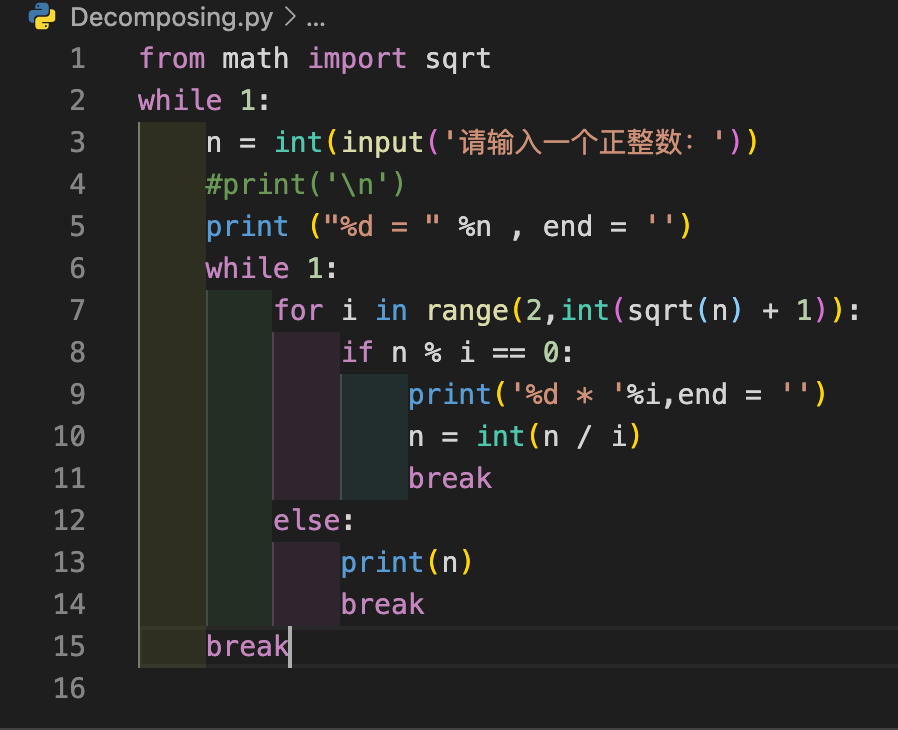 Decomposing.py > ...
1 from math import sqrt
2 while 1:
3     n = int(input('请输入一个正整数：'))
4     #print('\n')
5     print ("%d = " %n , end = '')
6     while 1:
7         for i in range(2,int(sqrt(n) + 1)):
8             if n % i == 0:
9                 print('%d * '%i,end = '')
10                 n = int(n / i)
11                 break
12         else:
13             print(n)
14             break
15     break
16